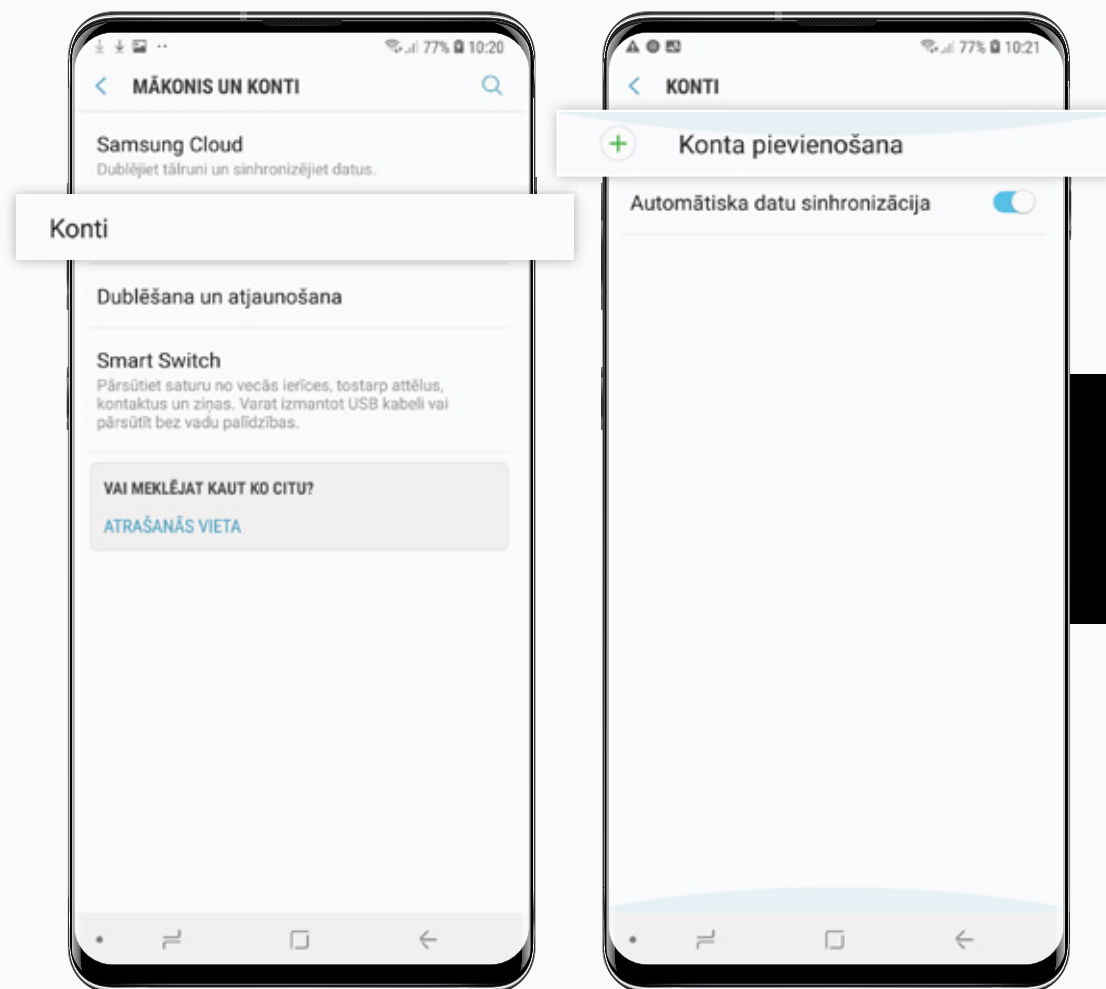 77% 10:20
MĀKONIS UN KONTI
Samsung Cloud
Dublējiet tālruni un sinhronizējiet datus.
Konti
Dublēšana un atjaunošana
Smart Switch
Pārsūtiet saturu no vecās ierīces, tostarp attēlus,
kontaktus un ziņas. Varat izmantot USB kabeli vai
pārsūtīt bez vadu palīdzības.
VAI MEKLĒJAT KAUT KO CITU?
ATRAŠANĀS VIETA
77% 10:21
KONTI
Konta pievienošana
Automātiska datu sinhronizācija